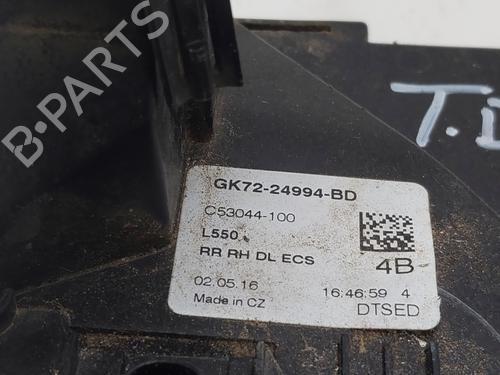 B-PARTS
T.D
GK72-24994-BD
C53044-100
L550
RR RH DL ECS
4B
02.05.16 16:46:59 4
Made in CZ DTSED